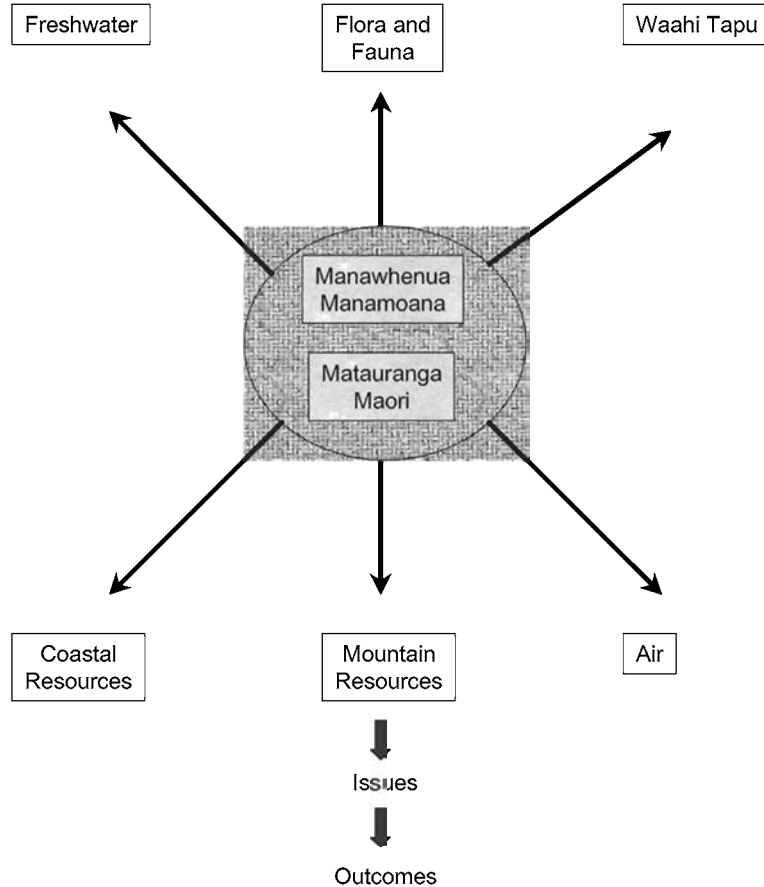 Freshwater
Flora and
Fauna
Waahi Tapu
Manawhenua
Manamoana
Matauranga
Maori
Coastal
Resources
Mountain
Resources
Air
Issues
Outcomes